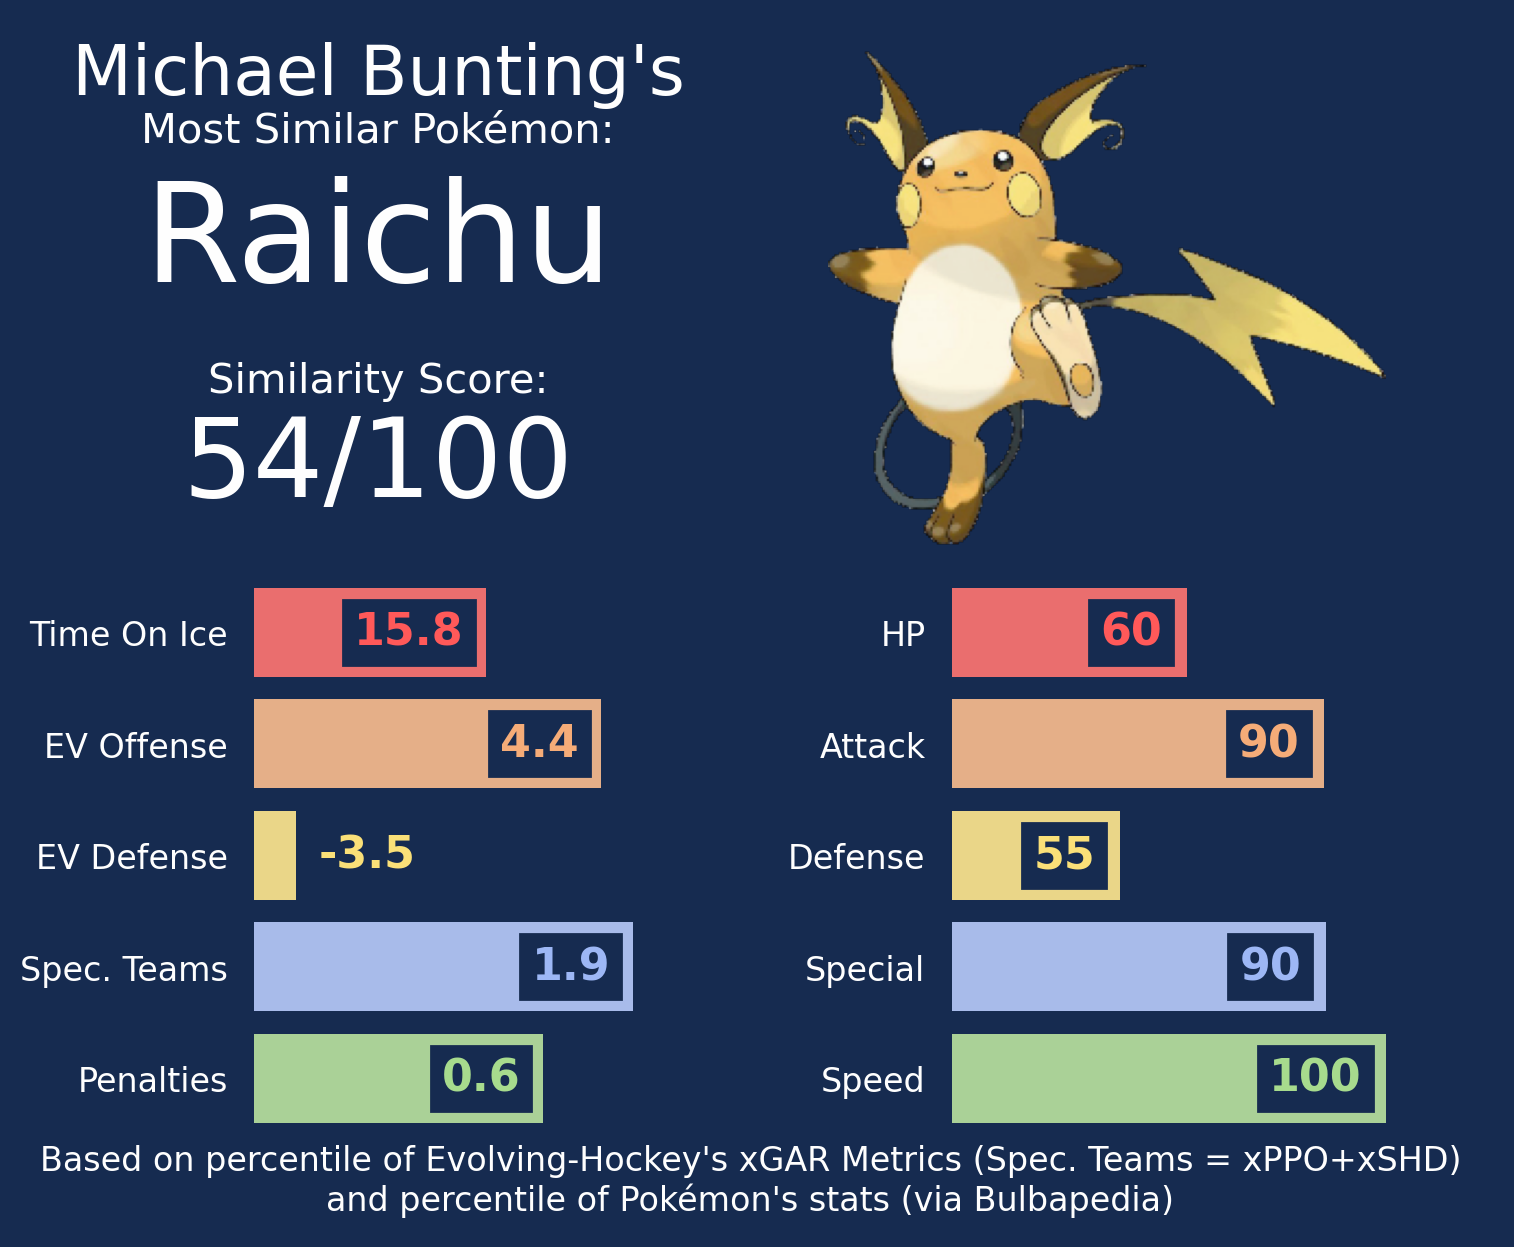 Michael Bunting's
Most Similar Pokémon:
Raichu
Similarity Score:
54/100
Time On Ice 15.8
EV Offense 4.4
EV Defense -3.5
Spec. Teams 1.9
Penalties 0.6
HP 60
Attack 90
Defense 55
Special 90
Speed 100
Based on percentile of Evolving-Hockey's xGAR Metrics (Spec. Teams = xPPO+xSHD)
and percentile of Pokémon's stats (via Bulbapedia)